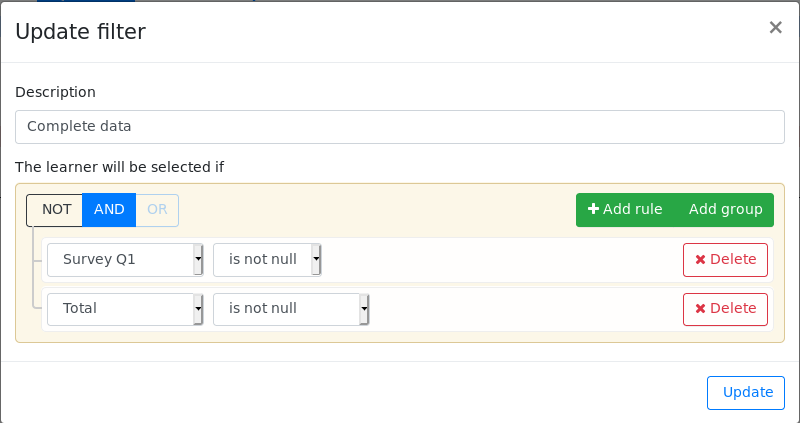 Update filter ×
Description
Complete data
The learner will be selected if
NOT AND OR + Add rule Add group
Survey Q1 is not null ✖ Delete
Total is not null ✖ Delete
Update